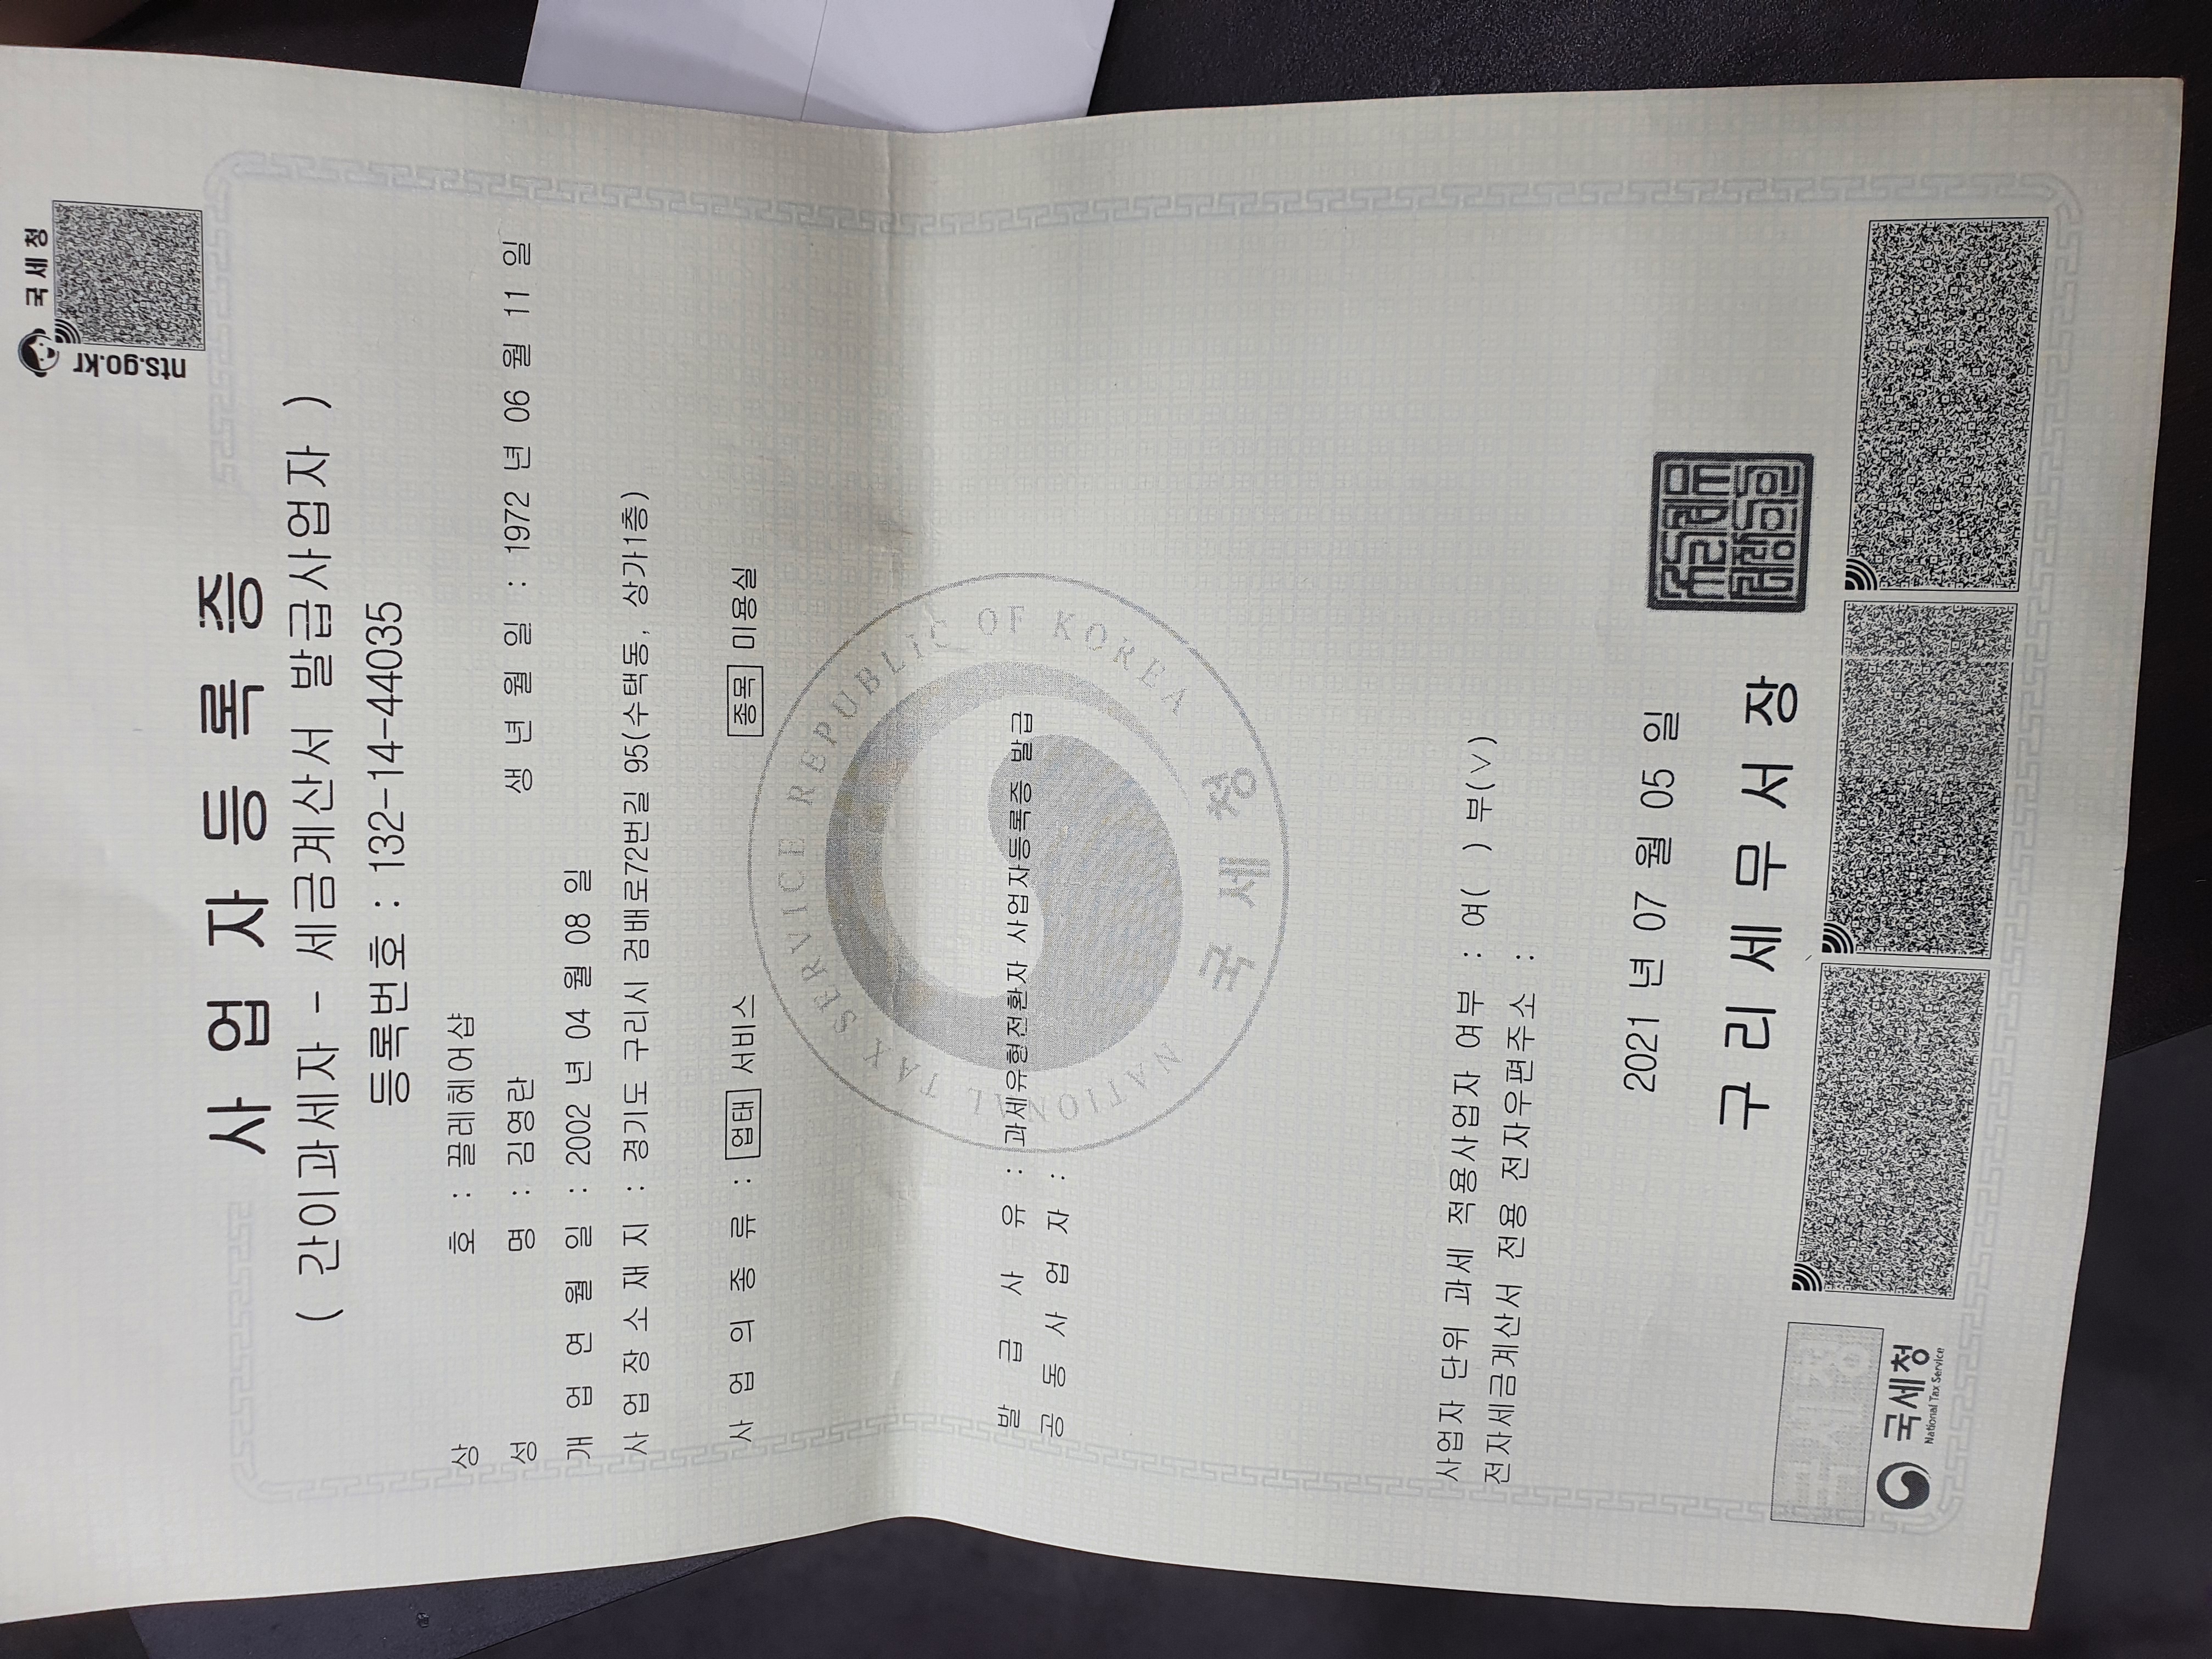 국세청
nts.go.kr
사업자등록증
( 간이과세자 - 세금계산서 발급사업자 )
등록번호 : 132-14-44035
상 호 : 끌레헤어샵
성 명 : 김영란 생 년 월 일 : 1972 년 06 월 11 일
개 업 연 월 일 : 2002 년 04 월 08 일
사 업 장 소 재 지 : 경기도 구리시 검배로72번길 95(수택동, 상가1층)
사 업 의 종 류 : 업태 서비스 종목 미용실
NATIONAL TAX SERVICE REPUBLIC OF KOREA
국세청
발 급 사 유 : 과세유형전환자 사업자등록증 발급
공 동 사 업 자 :
사업자 단위 과세 적용사업자 여부 : 여( ) 부(∨)
전자세금계산서 전용 전자우편주소 :
2021 년 07 월 05 일
구 리 세 무 서 장
국세청
National Tax Service